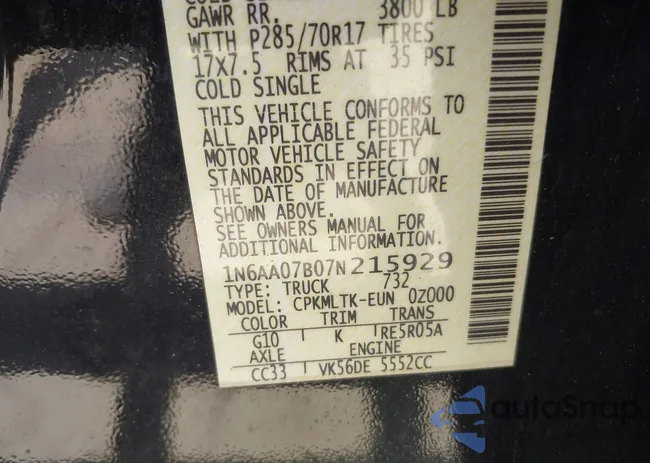 GAWR RR. 3800 LB
WITH P285/70R17 TIRES
17X7.5 RIMS AT 35 PSI
COLD SINGLE
THIS VEHICLE CONFORMS TO
ALL APPLICABLE FEDERAL
MOTOR VEHICLE SAFETY
STANDARDS IN EFFECT ON
THE DATE OF MANUFACTURE
SHOWN ABOVE.
SEE OWNERS MANUAL FOR
ADDITIONAL INFORMATION.
1N6AA07B07N215929
TYPE: TRUCK 732
MODEL: CPKMLTK-EUN 0Z000
COLOR TRIM TRANS
G10 K RE5R05A
AXLE ENGINE
CC33 VK56DE 5552CC
autoSnap